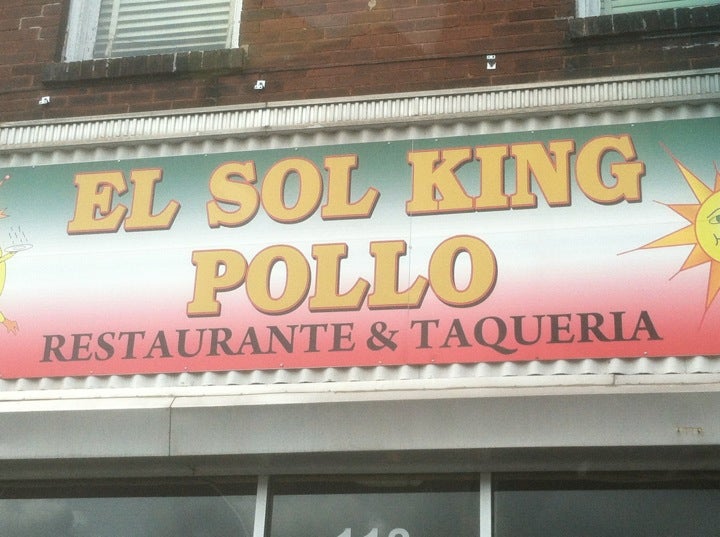 EL SOL KING
POLLO
RESTAURANTE & TAQUERIA